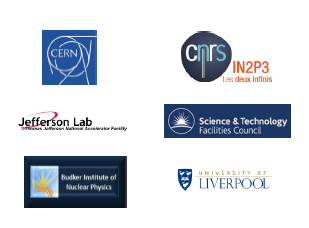 CERN
cnrs
IN2P3
Les deux infinis
Jefferson Lab
Thomas Jefferson National Accelerator Facility
Science & Technology
Facilities Council
Budker Institute of
Nuclear Physics
UNIVERSITY OF
LIVERPOOL